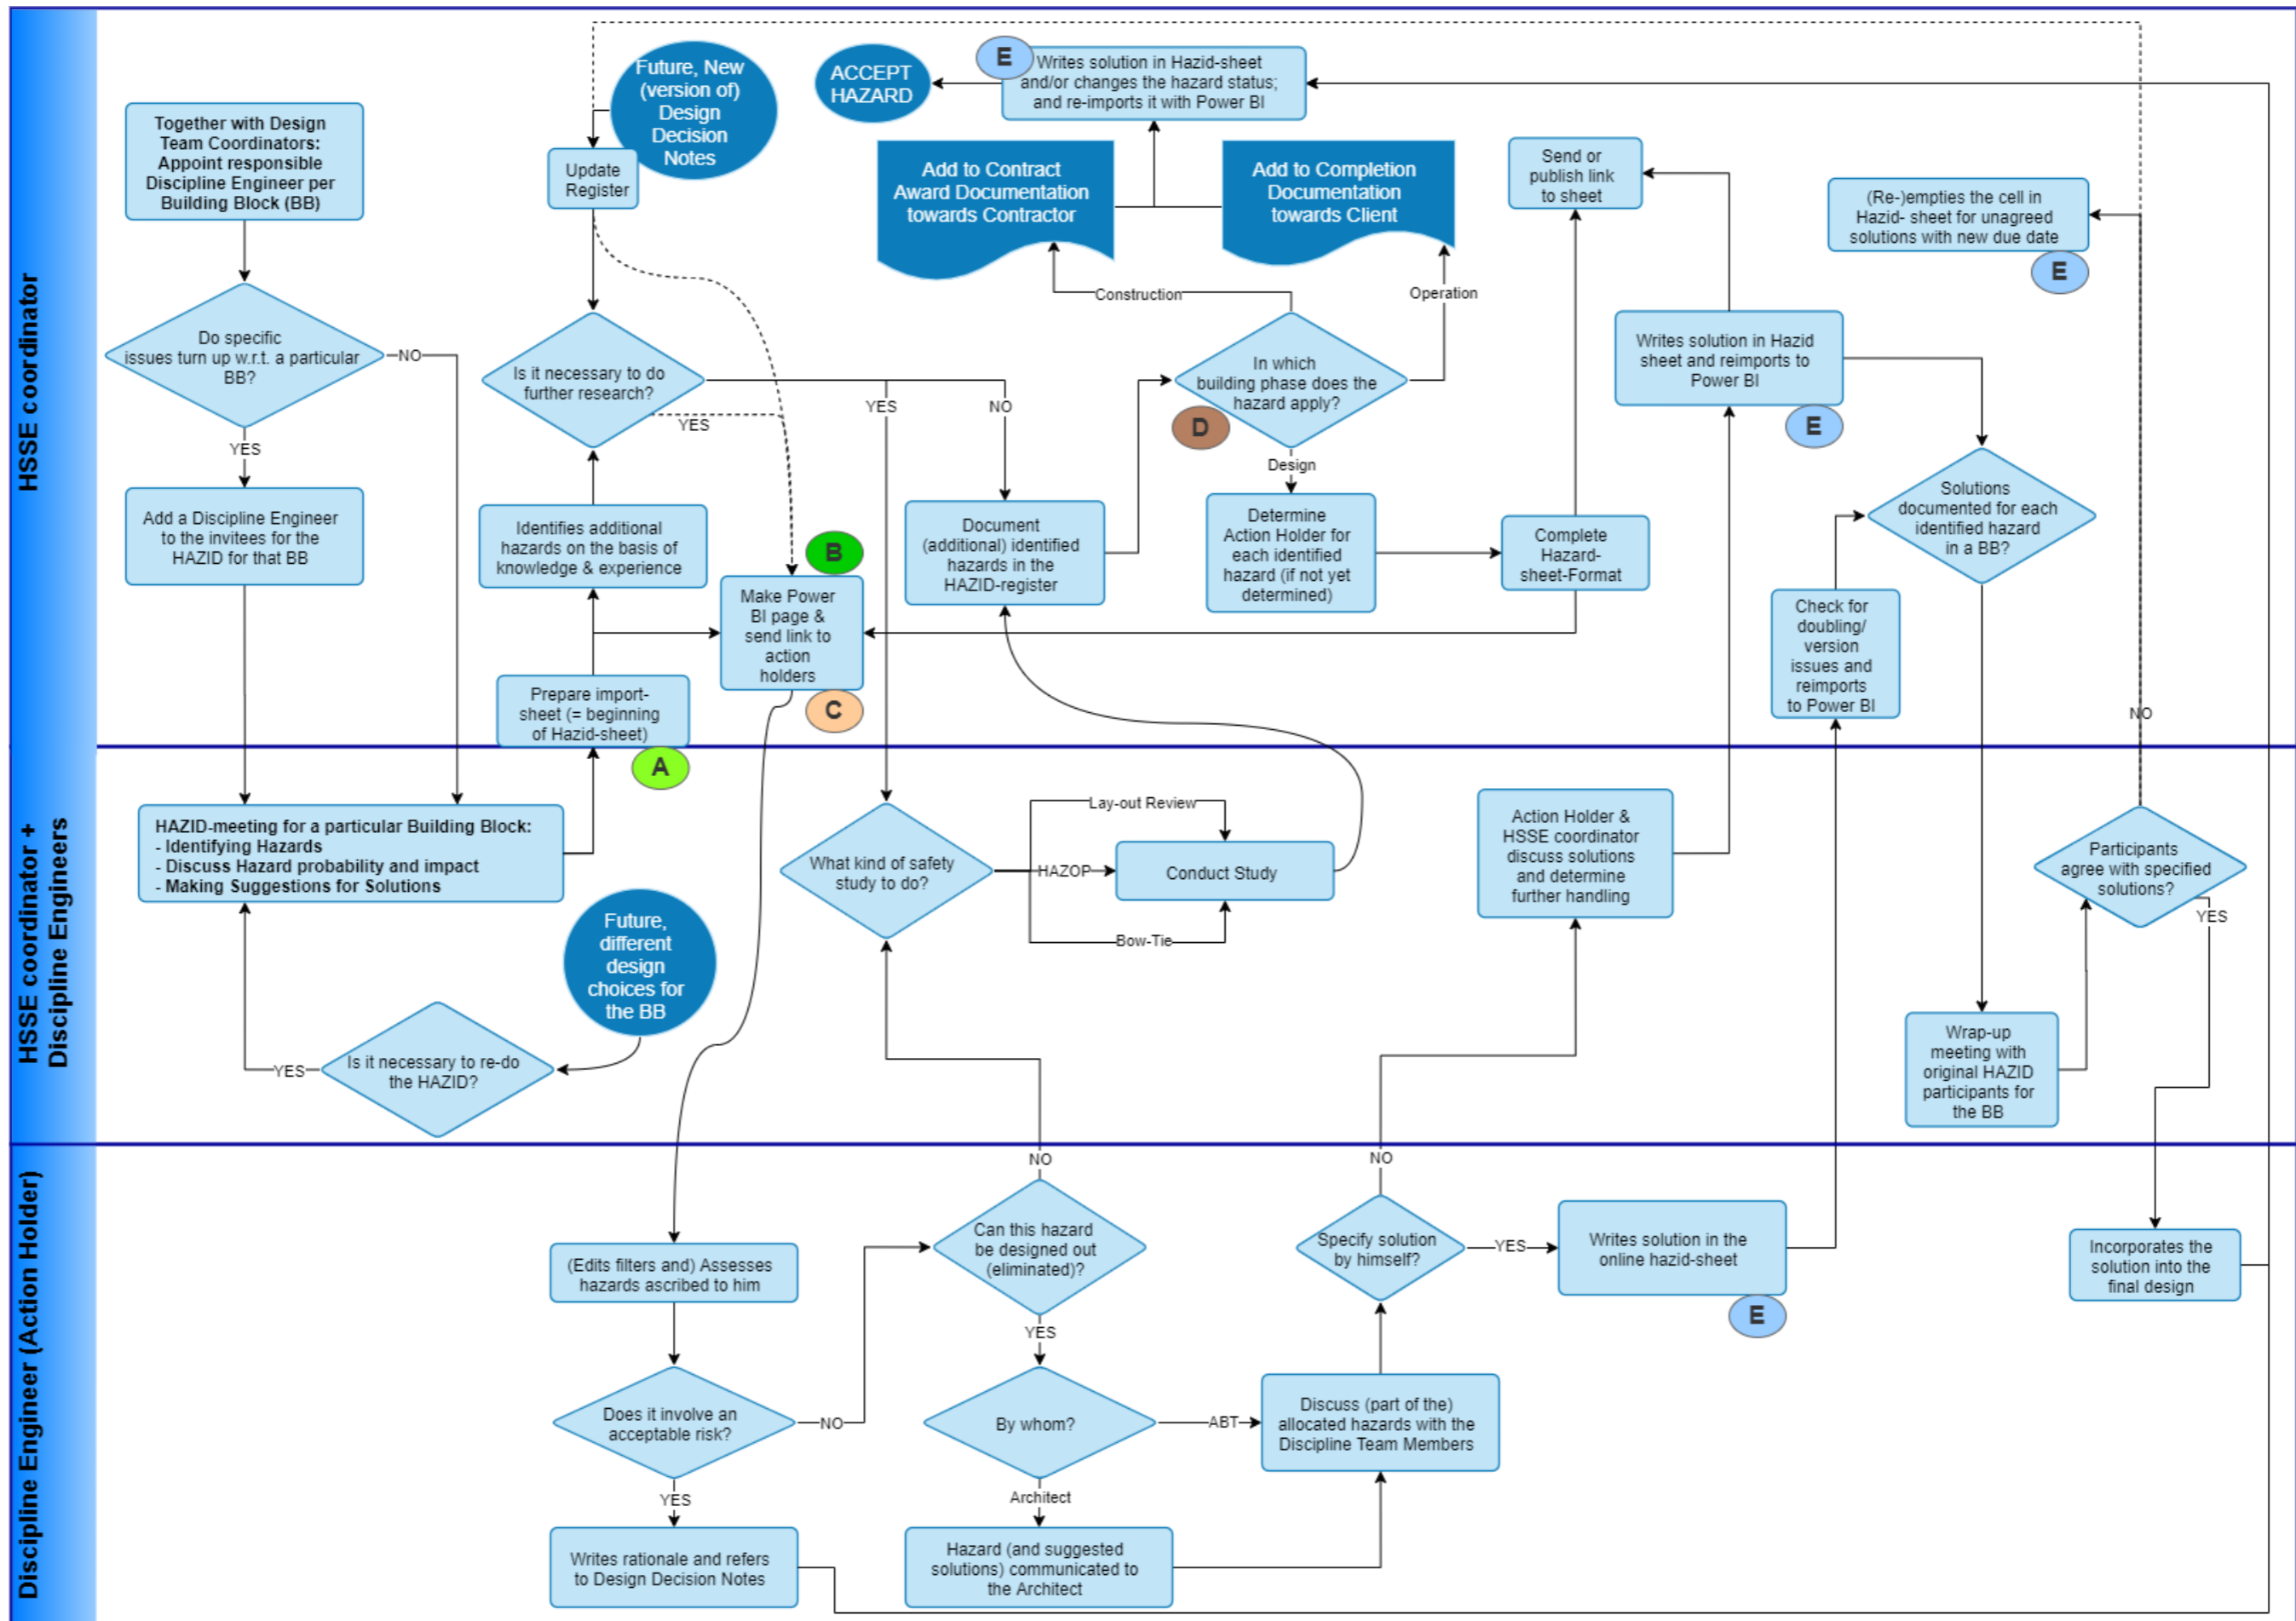 HSSE coordinator
Together with Design
Team Coordinators:
Appoint responsible
Discipline Engineer per
Building Block (BB)
Do specific
issues turn up w.r.t. a particular
BB?
NO
YES
Add a Discipline Engineer
to the invitees for the
HAZID for that BB
Future, New
(version of)
Design
Decision
Notes
Update
Register
Is it necessary to do
further research?
YES
YES
NO
Identifies additional
hazards on the basis of
knowledge & experience
Prepare import-
sheet (= beginning
of Hazid-sheet)
A
B
Make Power
BI page &
send link to
action
holders
C
ACCEPT
HAZARD
E
Writes solution in Hazid-sheet
and/or changes the hazard status;
and re-imports it with Power BI
Add to Contract
Award Documentation
towards Contractor
Add to Completion
Documentation
towards Client
Construction
Operation
In which
building phase does the
hazard apply?
D
Design
Document
(additional) identified
hazards in the
HAZID-register
Determine
Action Holder for
each identified
hazard (if not yet
determined)
Complete
Hazard-
sheet-Format
Send or
publish link
to sheet
(Re-)empties the cell in
Hazid- sheet for unagreed
solutions with new due date
E
Writes solution in Hazid
sheet and reimports to
Power BI
E
Solutions
documented for each
identified hazard
in a BB?
Check for
doubling/
version
issues and
reimports
to Power BI
NO
HSSE coordinator +
Discipline Engineers
HAZID-meeting for a particular Building Block:
- Identifying Hazards
- Discuss Hazard probability and impact
- Making Suggestions for Solutions
Future,
different
design
choices for
the BB
Is it necessary to re-do
the HAZID?
YES
What kind of safety
study to do?
Lay-out Review
HAZOP
Bow-Tie
Conduct Study
Action Holder &
HSSE coordinator
discuss solutions
and determine
further handling
Participants
agree with specified
solutions?
YES
Wrap-up
meeting with
original HAZID
participants for
the BB
Discipline Engineer (Action Holder)
(Edits filters and) Assesses
hazards ascribed to him
Does it involve an
acceptable risk?
NO
YES
Writes rationale and refers
to Design Decision Notes
NO
Can this hazard
be designed out
(eliminated)?
YES
By whom?
ABT
Architect
Hazard (and suggested
solutions) communicated to
the Architect
Discuss (part of the)
allocated hazards with the
Discipline Team Members
NO
Specify solution
by himself?
YES
Writes solution in the
online hazid-sheet
E
Incorporates the
solution into the
final design